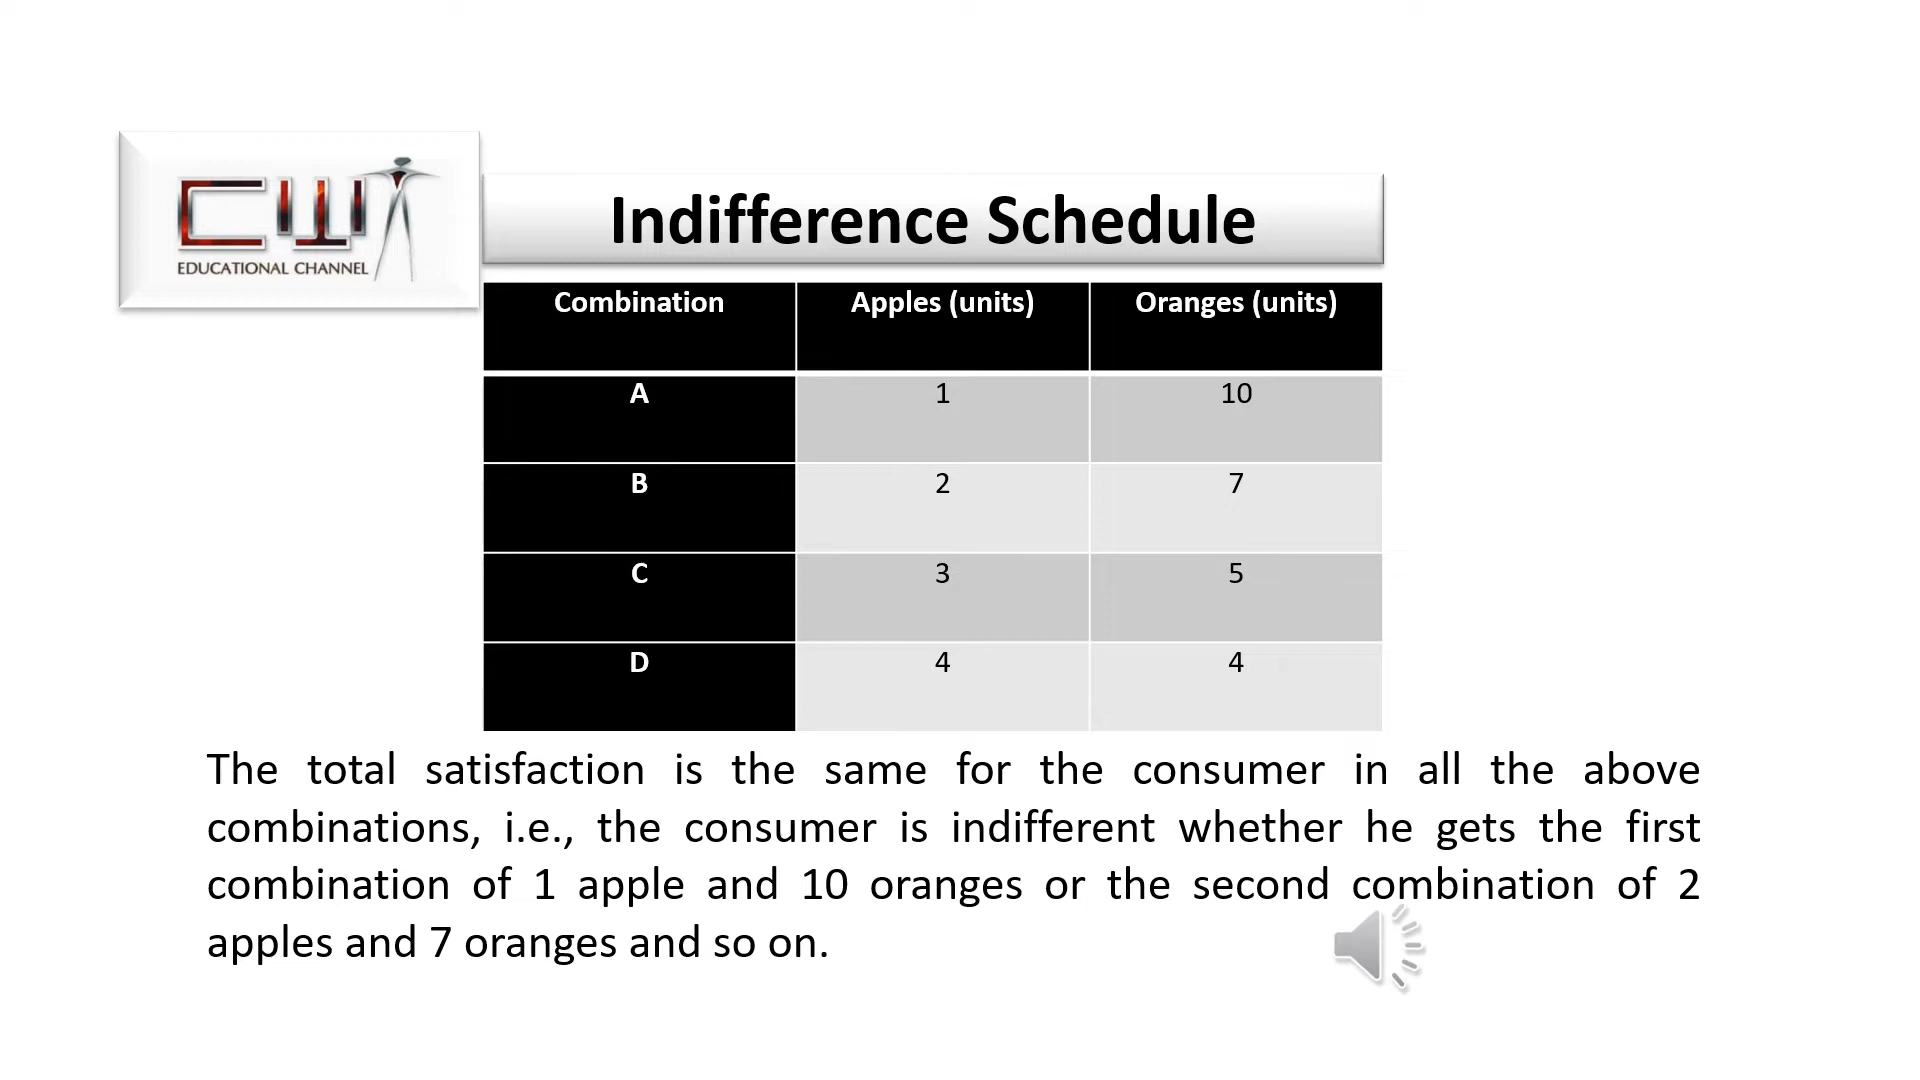 CW
EDUCATIONAL CHANNEL
Indifference Schedule
Combination Apples (units) Oranges (units)
A 1 10
B 2 7
C 3 5
D 4 4
The total satisfaction is the same for the consumer in all the above
combinations, i.e., the consumer is indifferent whether he gets the first
combination of 1 apple and 10 oranges or the second combination of 2
apples and 7 oranges and so on.